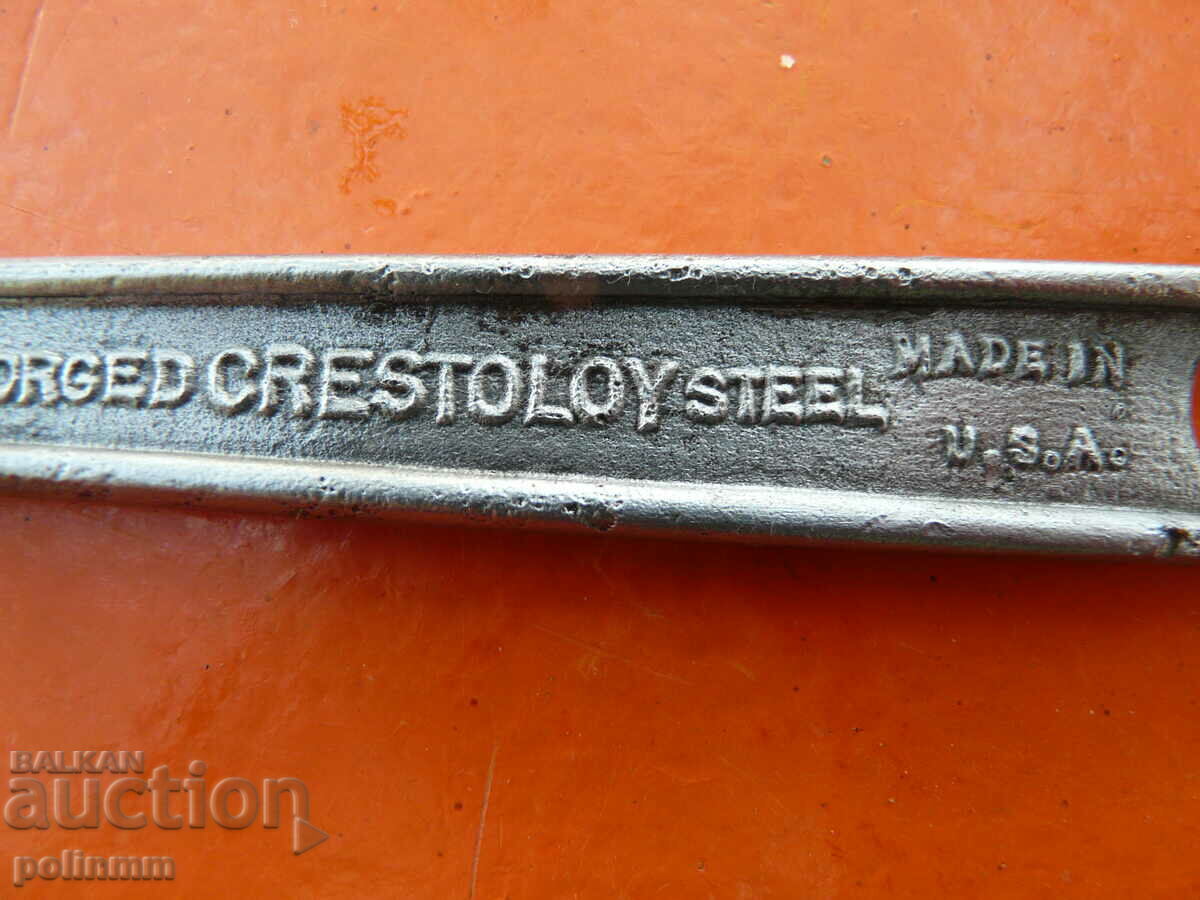 ORGED CRESTOLOY STEEL
MADE IN
U.S.A.
BALKAN
auction
polinmm